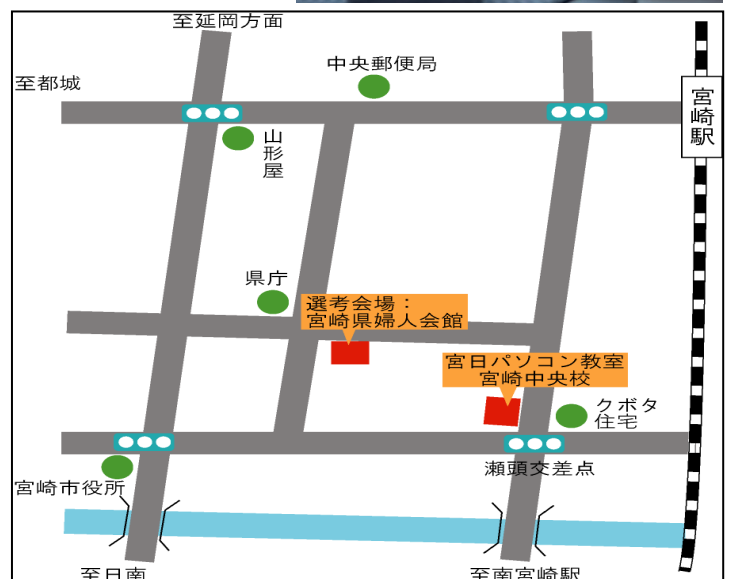 至延岡方面
中央郵便局
至都城
宮崎駅
山形屋
県庁
選考会場：
宮崎県婦人会館
宮日パソコン教室
宮崎中央校
クボタ
住宅
瀬頭交差点
宮崎市役所
至日南
至南宮崎駅